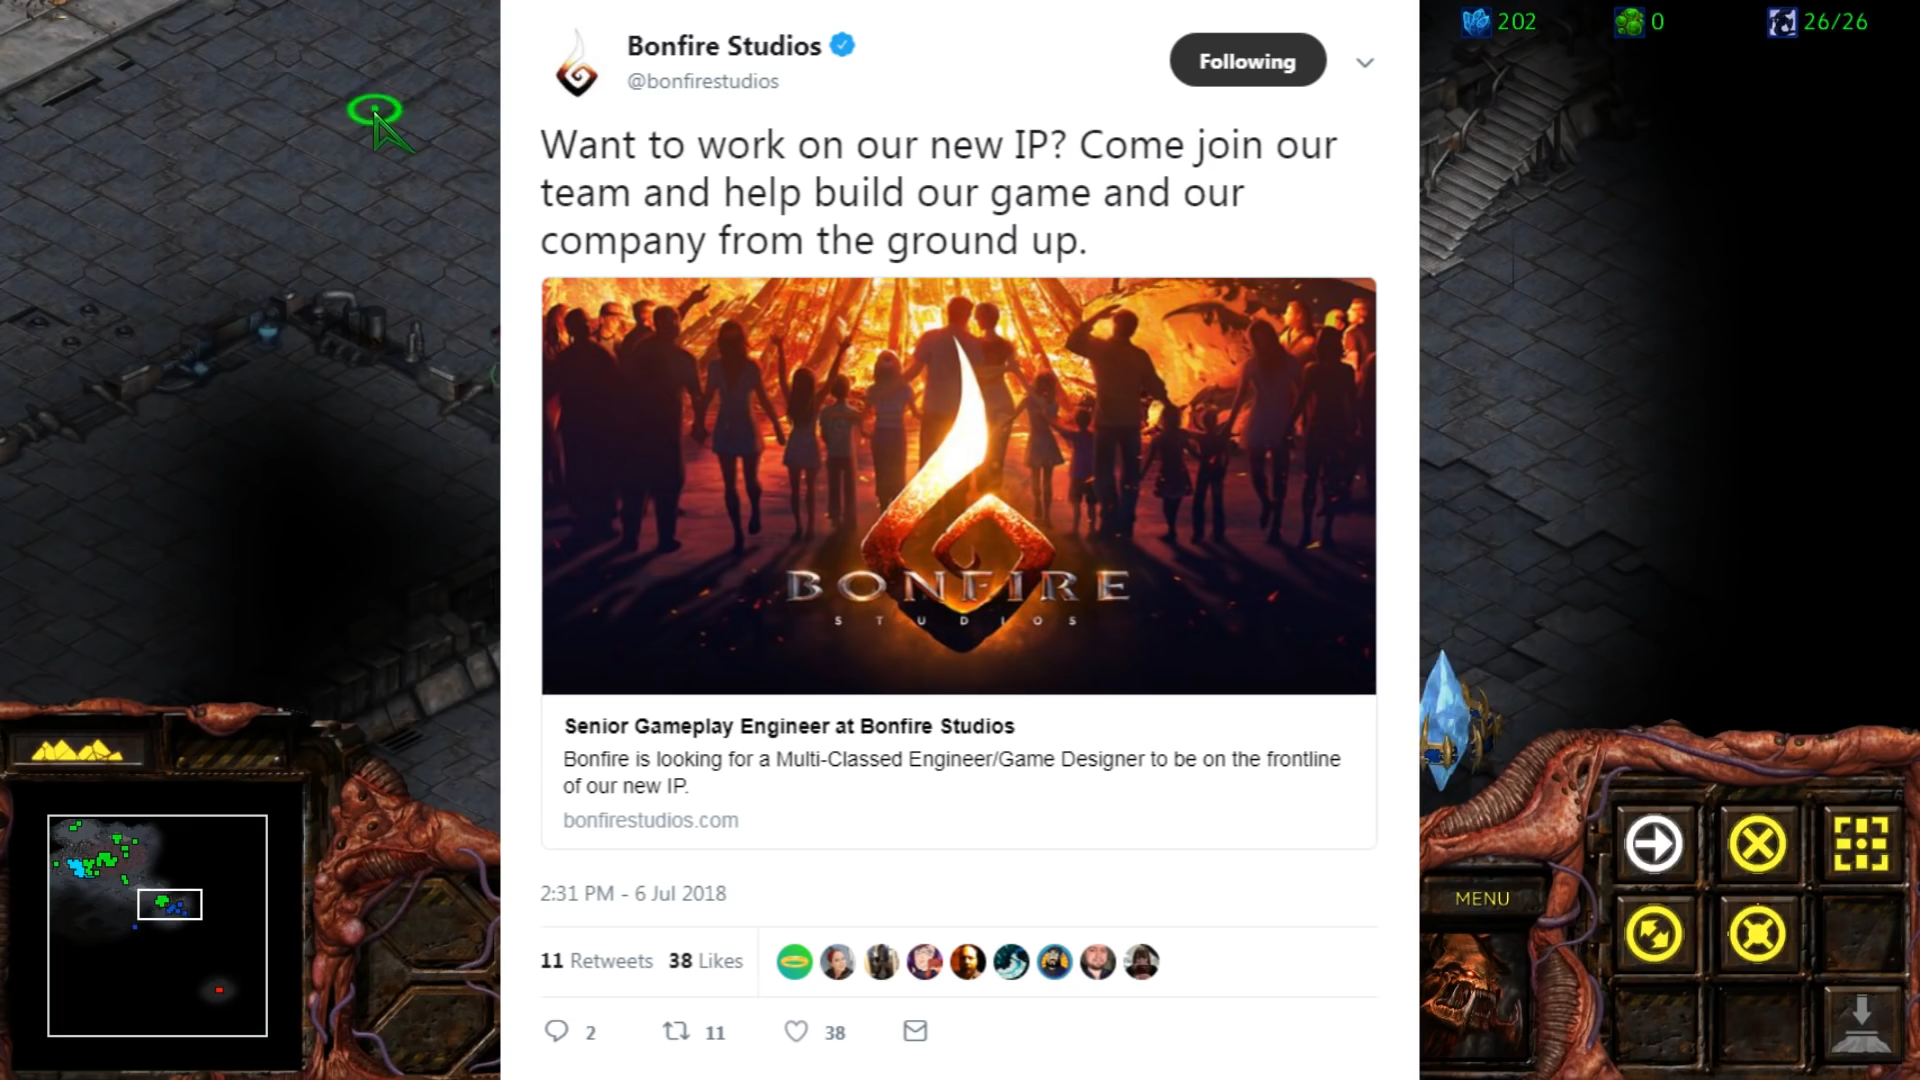 202
0
26/26
Bonfire Studios
@bonfirestudios
Following
Want to work on our new IP? Come join our
team and help build our game and our
company from the ground up.
BONFIRE
STUDIOS
Senior Gameplay Engineer at Bonfire Studios
Bonfire is looking for a Multi-Classed Engineer/Game Designer to be on the frontline
of our new IP.
bonfirestudios.com
2:31 PM - 6 Jul 2018
11 Retweets 38 Likes
2 11 38
MENU